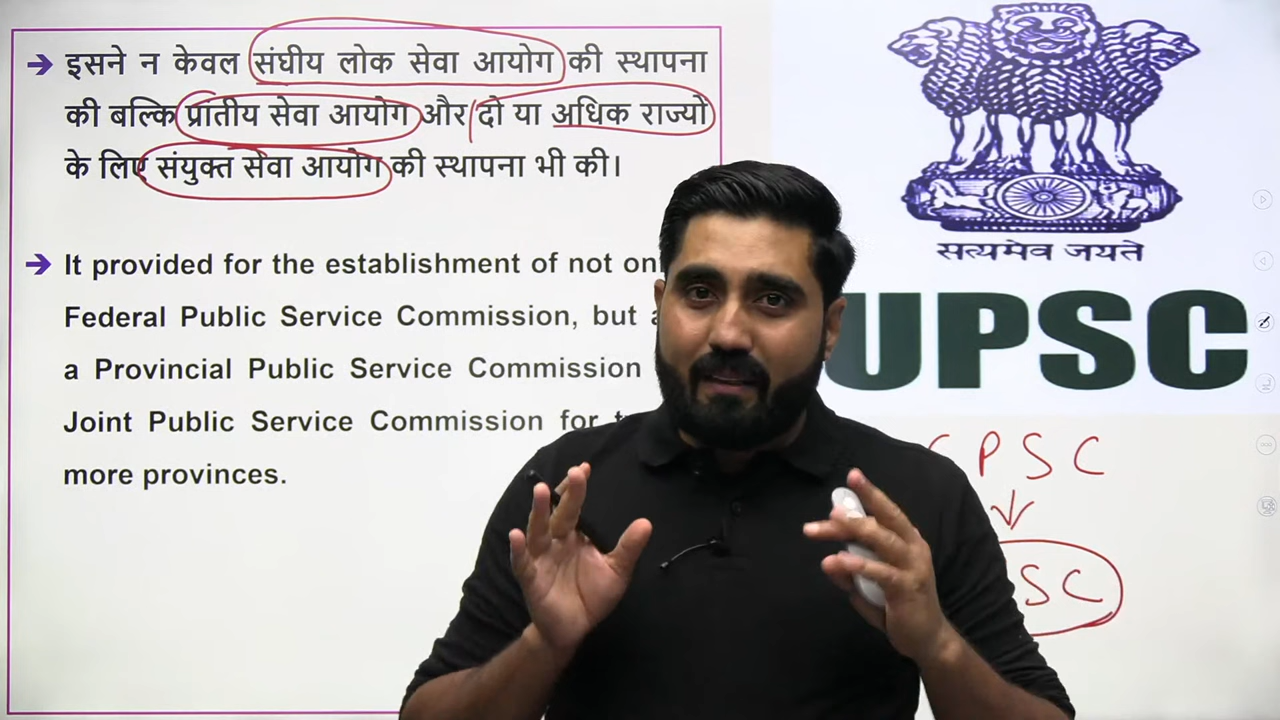 इसने न केवल संघीय लोक सेवा आयोग की स्थापना
की बल्कि प्रांतीय सेवा आयोग और दो या अधिक राज्यो
के लिए संयुक्त सेवा आयोग की स्थापना भी की।
It provided for the establishment of not
Federal Public Service Commission, but
a Provincial Public Service Commission
Joint Public Service Commission for
more provinces.
सत्यमेव जयते
UPSC
PSC
SC